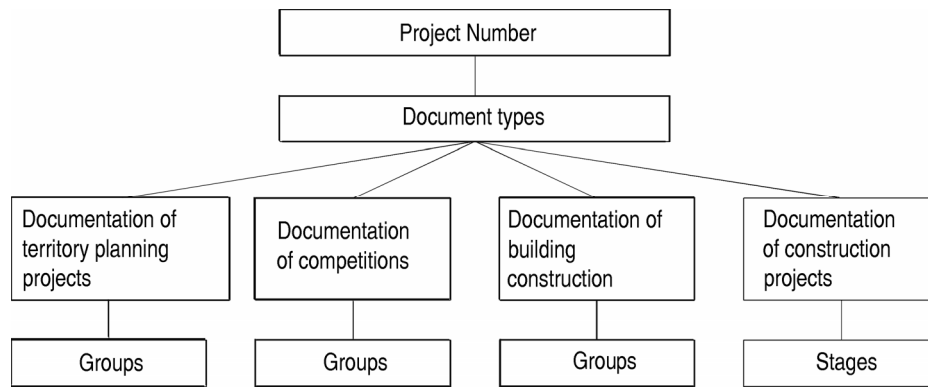 Project Number
Document types
Documentation of
territory planning
projects
Documentation
of competitions
Documentation of
building
construction
Documentation
of construction
projects
Groups
Groups
Groups
Stages